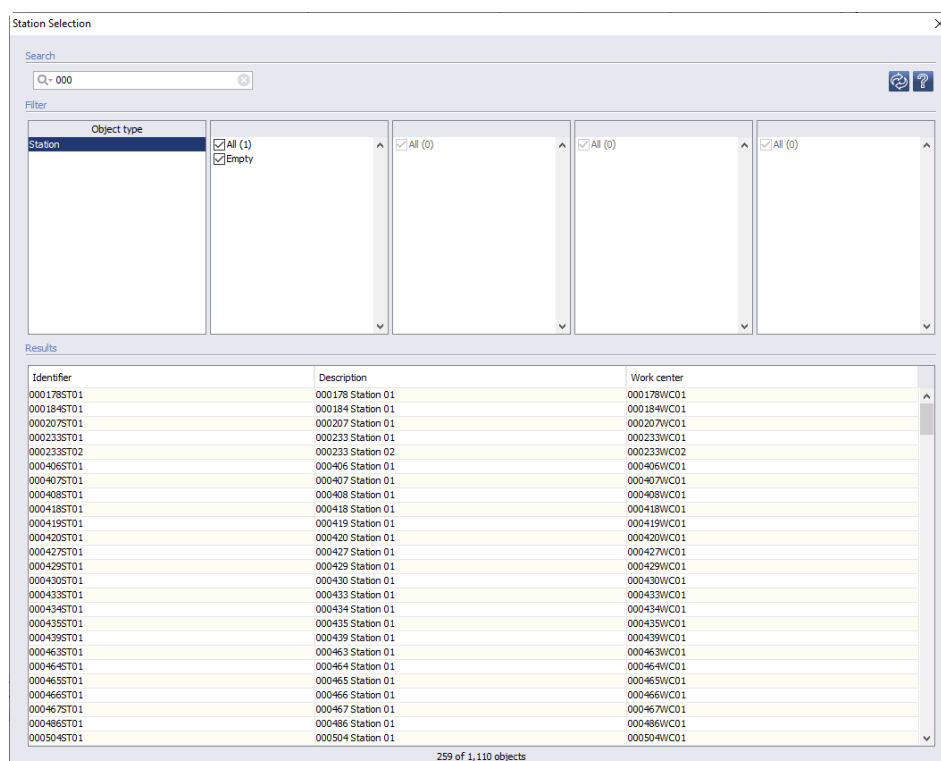 Station Selection
Search
000
Filter
Object type
Station
All (1)
Empty
All (0)
All (0)
All (0)
Results
Identifier Description Work center
000178ST01 000178 Station 01 000178WC01
000184ST01 000184 Station 01 000184WC01
000207ST01 000207 Station 01 000207WC01
000233ST01 000233 Station 01 000233WC01
000233ST02 000233 Station 02 000233WC02
000406ST01 000406 Station 01 000406WC01
000407ST01 000407 Station 01 000407WC01
000408ST01 000408 Station 01 000408WC01
000418ST01 000418 Station 01 000418WC01
000419ST01 000419 Station 01 000419WC01
000420ST01 000420 Station 01 000420WC01
000427ST01 000427 Station 01 000427WC01
000429ST01 000429 Station 01 000429WC01
000430ST01 000430 Station 01 000430WC01
000433ST01 000433 Station 01 000433WC01
000434ST01 000434 Station 01 000434WC01
000435ST01 000435 Station 01 000435WC01
000439ST01 000439 Station 01 000439WC01
000463ST01 000463 Station 01 000463WC01
000464ST01 000464 Station 01 000464WC01
000465ST01 000465 Station 01 000465WC01
000466ST01 000466 Station 01 000466WC01
000467ST01 000467 Station 01 000467WC01
000486ST01 000486 Station 01 000486WC01
000504ST01 000504 Station 01 000504WC01
259 of 1,110 objects